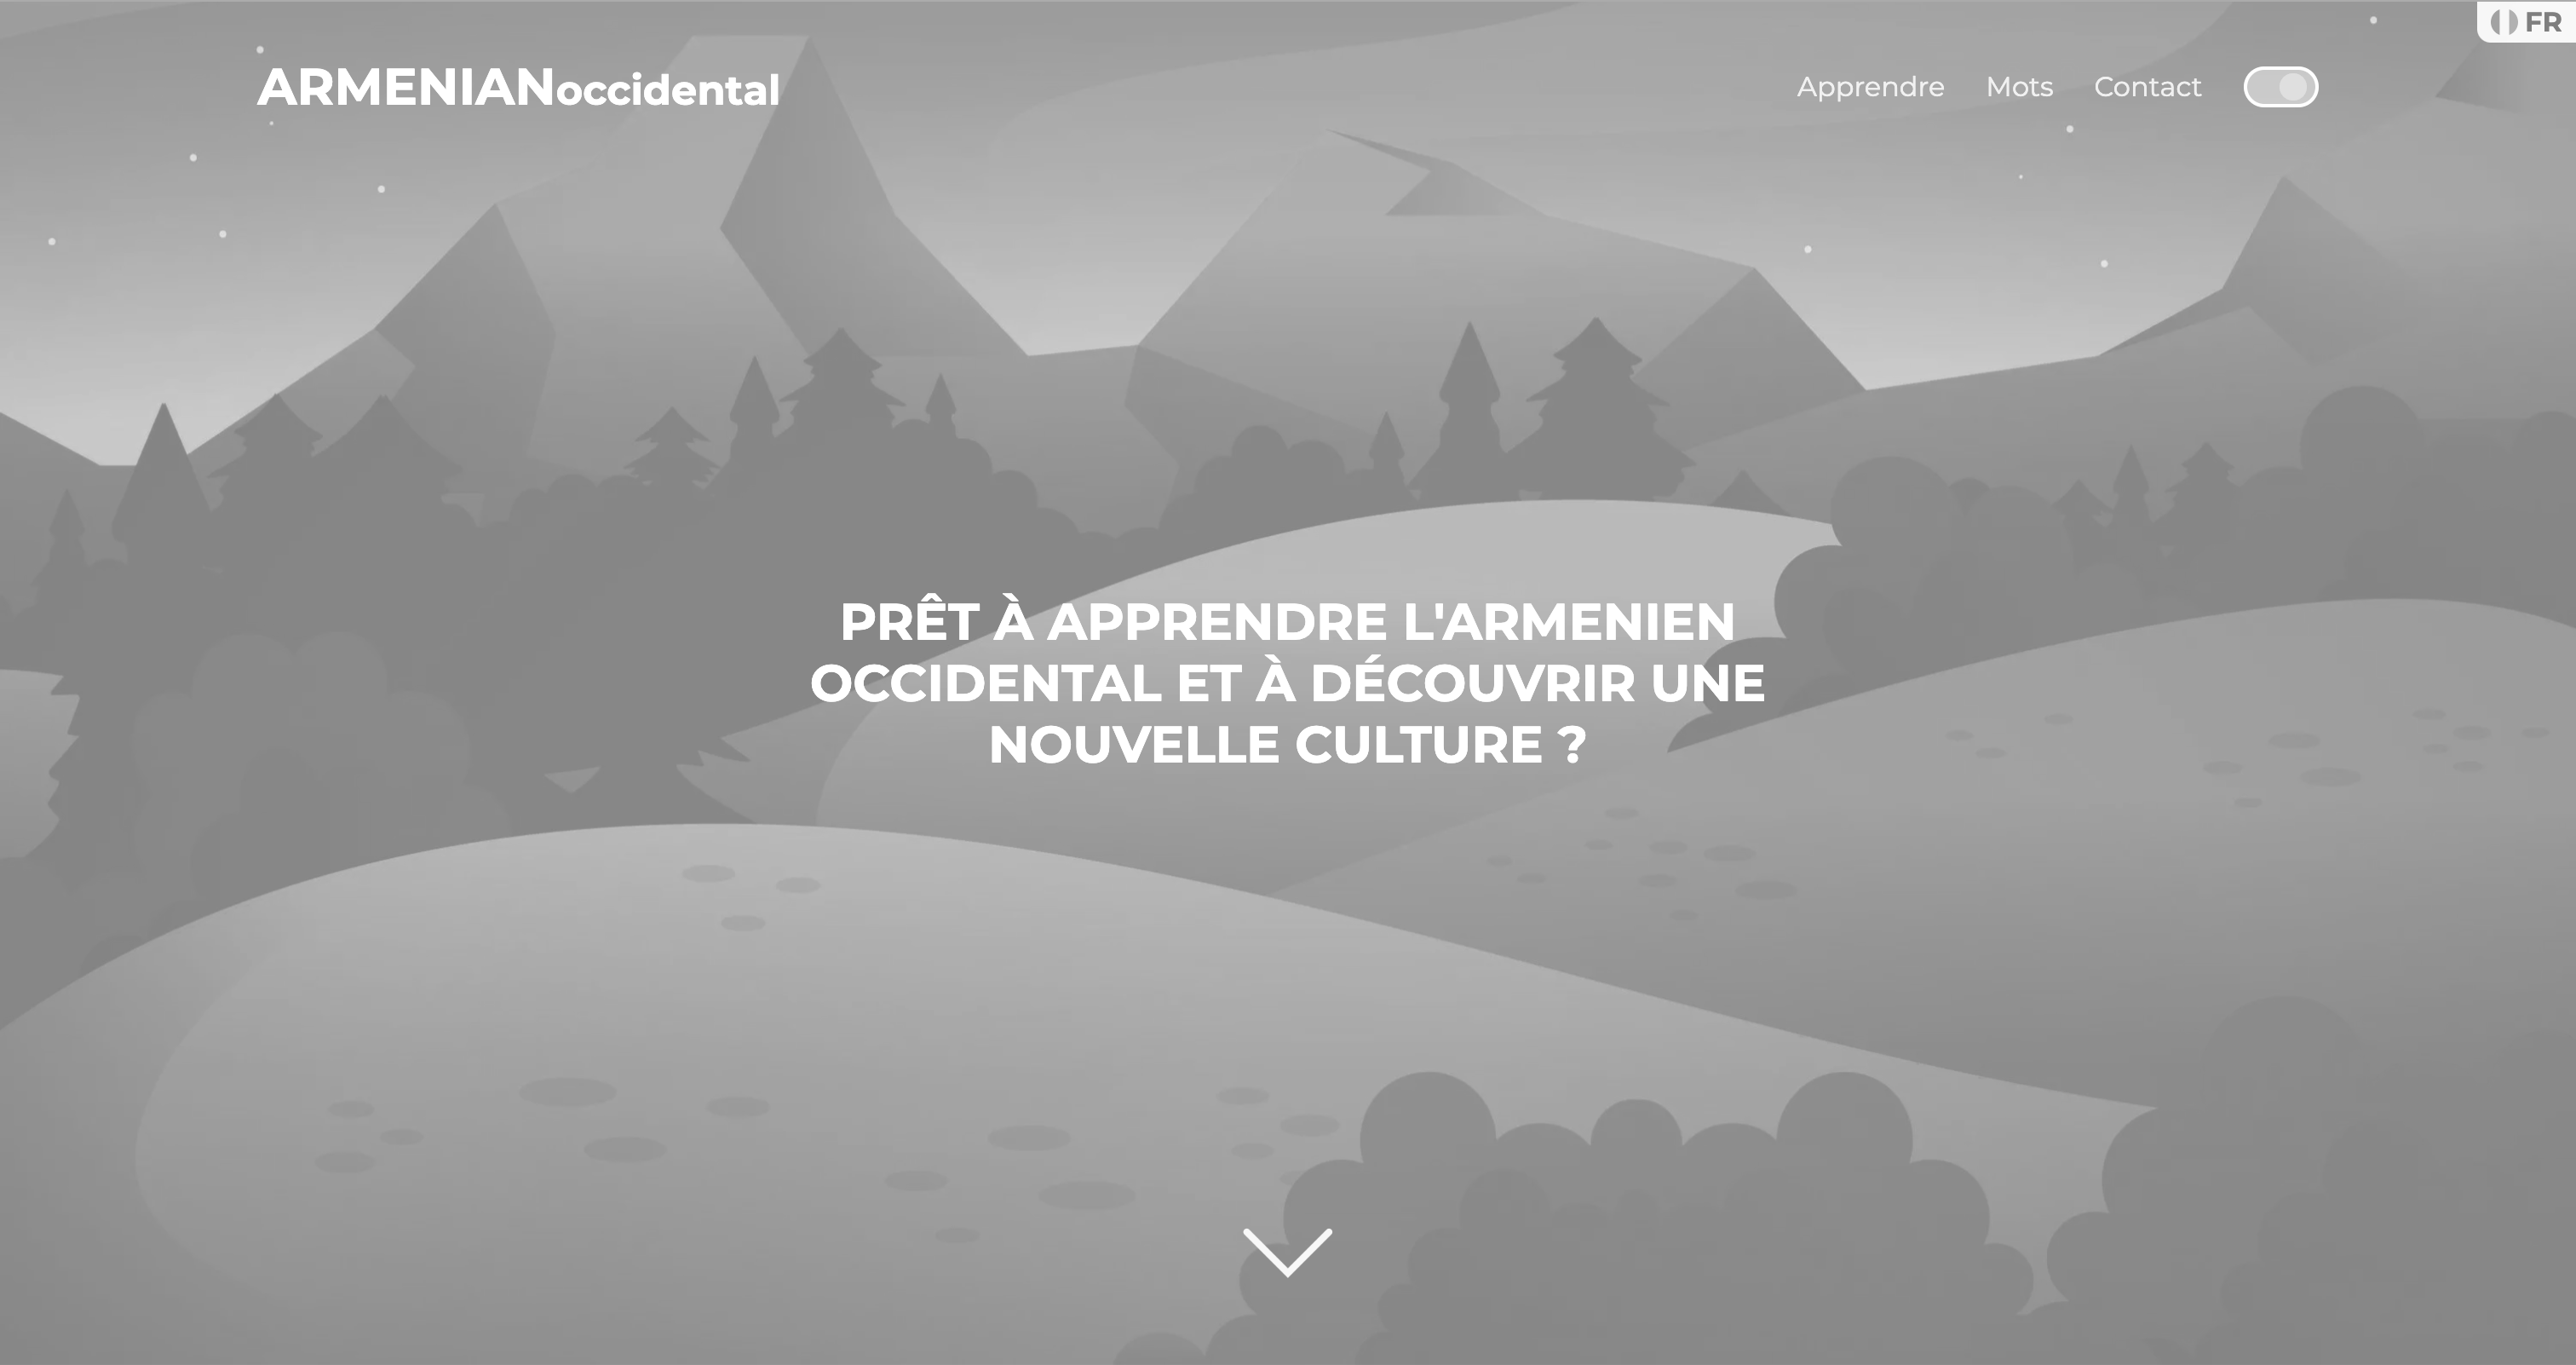 FR
ARMENIANoccidental
Apprendre Mots Contact
PRÊT À APPRENDRE L'ARMENIEN
OCCIDENTAL ET À DÉCOUVRIR UNE
NOUVELLE CULTURE ?